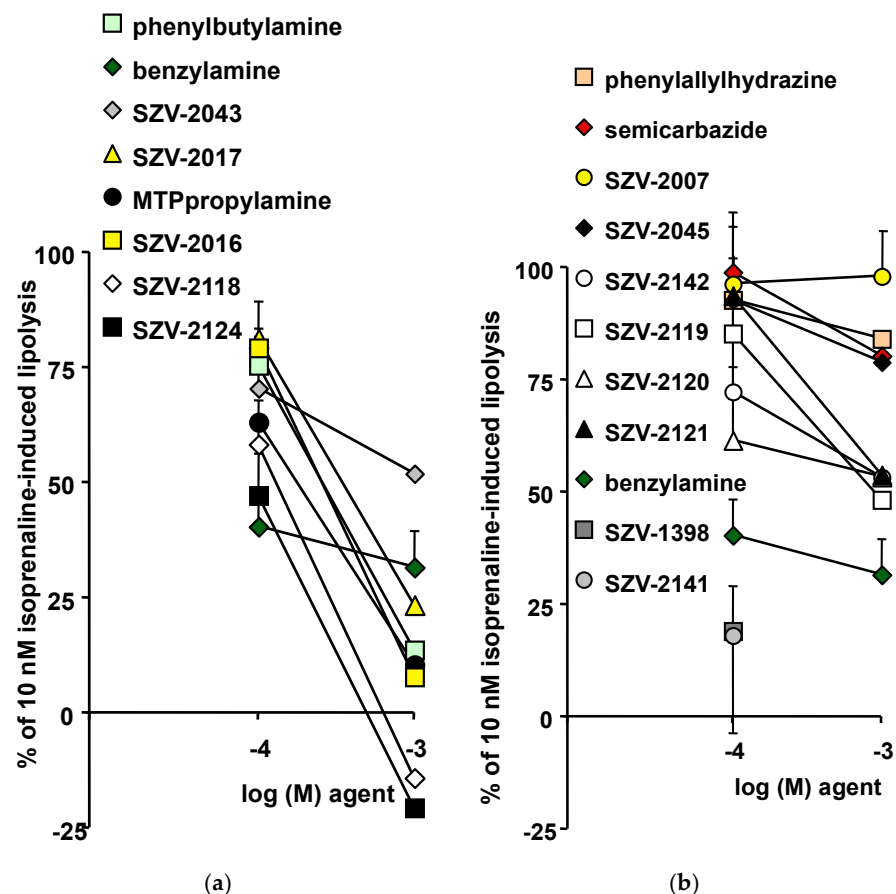 phenylbutylamine
benzylamine
SZV-2043
SZV-2017
MTPpropylamine
SZV-2016
SZV-2118
SZV-2124
% of 10 nM isoprenaline-induced lipolysis
100
75
50
25
0
-25
-4
-3
log (M) agent
(a)
phenylallylhydrazine
semicarbazide
SZV-2007
SZV-2045
SZV-2142
SZV-2119
SZV-2120
SZV-2121
benzylamine
SZV-1398
SZV-2141
% of 10 nM isoprenaline-induced lipolysis
100
75
50
25
0
-25
-4
-3
log (M) agent
(b)